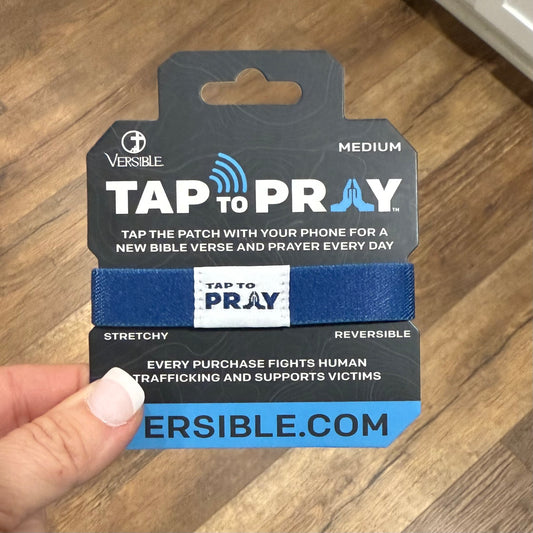 VERSIBLE
MEDIUM
TAP TO PRAY™
TAP THE PATCH WITH YOUR PHONE FOR A
NEW BIBLE VERSE AND PRAYER EVERY DAY
TAP TO
PRAY
STRETCHY
REVERSIBLE
EVERY PURCHASE FIGHTS HUMAN
TRAFFICKING AND SUPPORTS VICTIMS
ERSIBLE.COM